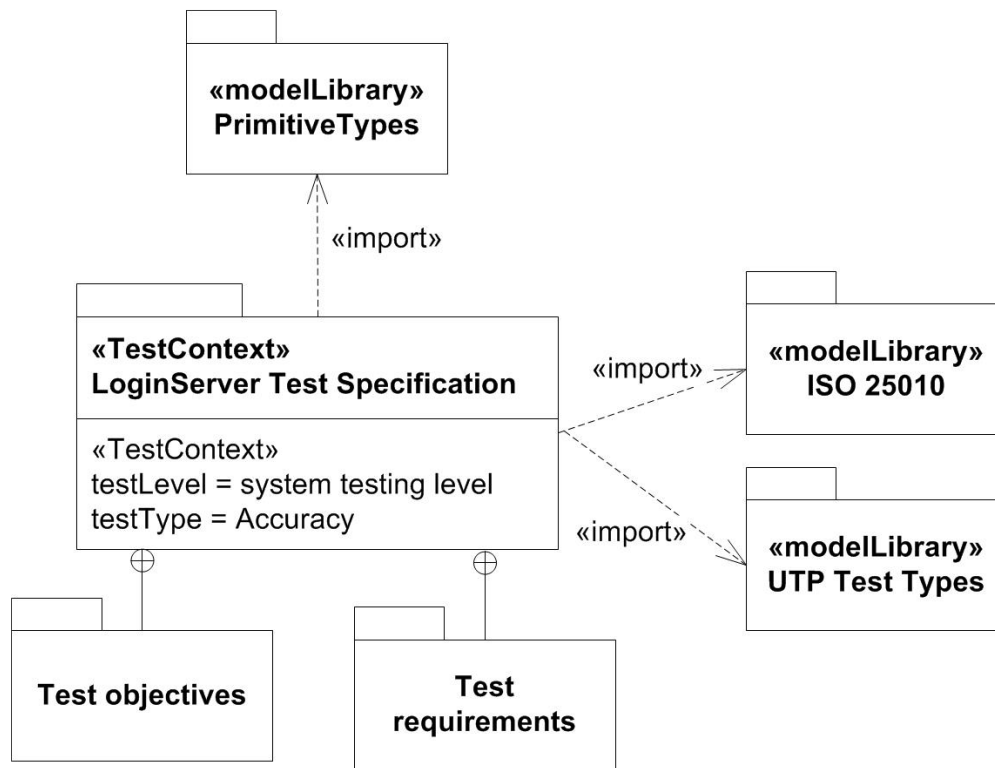 «modelLibrary»
PrimitiveTypes
«import»
«TestContext»
LoginServer Test Specification
«TestContext»
testLevel = system testing level
testType = Accuracy
«import»
«modelLibrary»
ISO 25010
«import»
«modelLibrary»
UTP Test Types
Test objectives
Test
requirements